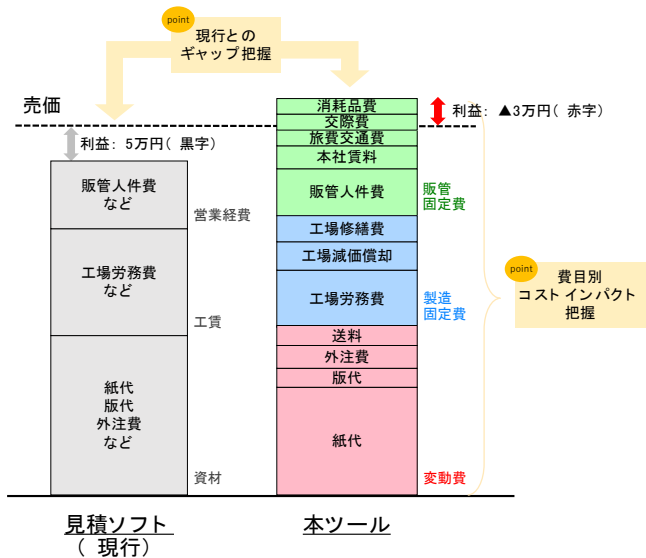 point
現行との
ギャップ把握
売価
利益： 5万円（ 黒字）
販管人件費
など
営業経費
工場労務費
など
工賃
紙代
版代
外注費
など
資材
見積ソフト
（ 現行）
消耗品費
交際費
旅費交通費
本社賃料
販管人件費
販管
固定費
工場修繕費
工場減価償却
工場労務費
製造
固定費
送料
外注費
版代
紙代
変動費
本ツール
利益： ▲3万円（ 赤字）
point
費目別
コストインパクト
把握